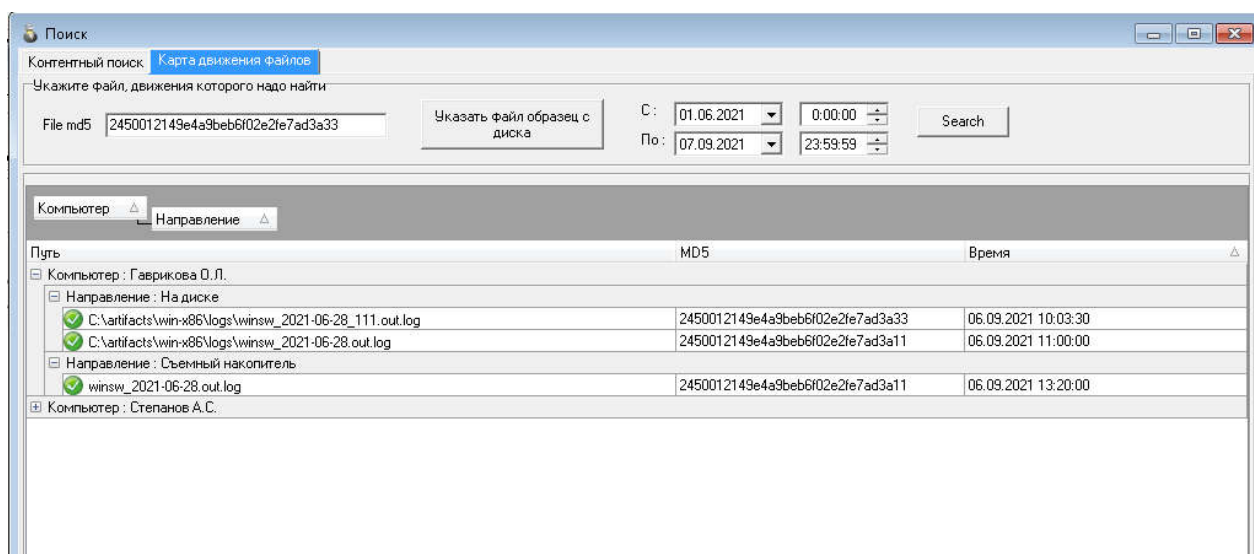 Поиск
Контентный поиск Карта движения файлов
Укажите файл, движения которого надо найти
File md5 2450012149e4a9beb6f02e2fe7ad3a33 Указать файл образец с диска С: 01.06.2021 0:00:00 Search
По: 07.09.2021 23:59:59
Компьютер
Направление
Путь MD5 Время
Компьютер : Гаврикова О.Л.
Направление : На диске
C:\artifacts\win-x86\logs\winsw_2021-06-28_111.out.log 2450012149e4a9beb6f02e2fe7ad3a33 06.09.2021 10:03:30
C:\artifacts\win-x86\logs\winsw_2021-06-28.out.log 2450012149e4a9beb6f02e2fe7ad3a11 06.09.2021 11:00:00
Направление : Съемный накопитель
winsw_2021-06-28.out.log 2450012149e4a9beb6f02e2fe7ad3a11 06.09.2021 13:20:00
Компьютер : Степанов А.С.